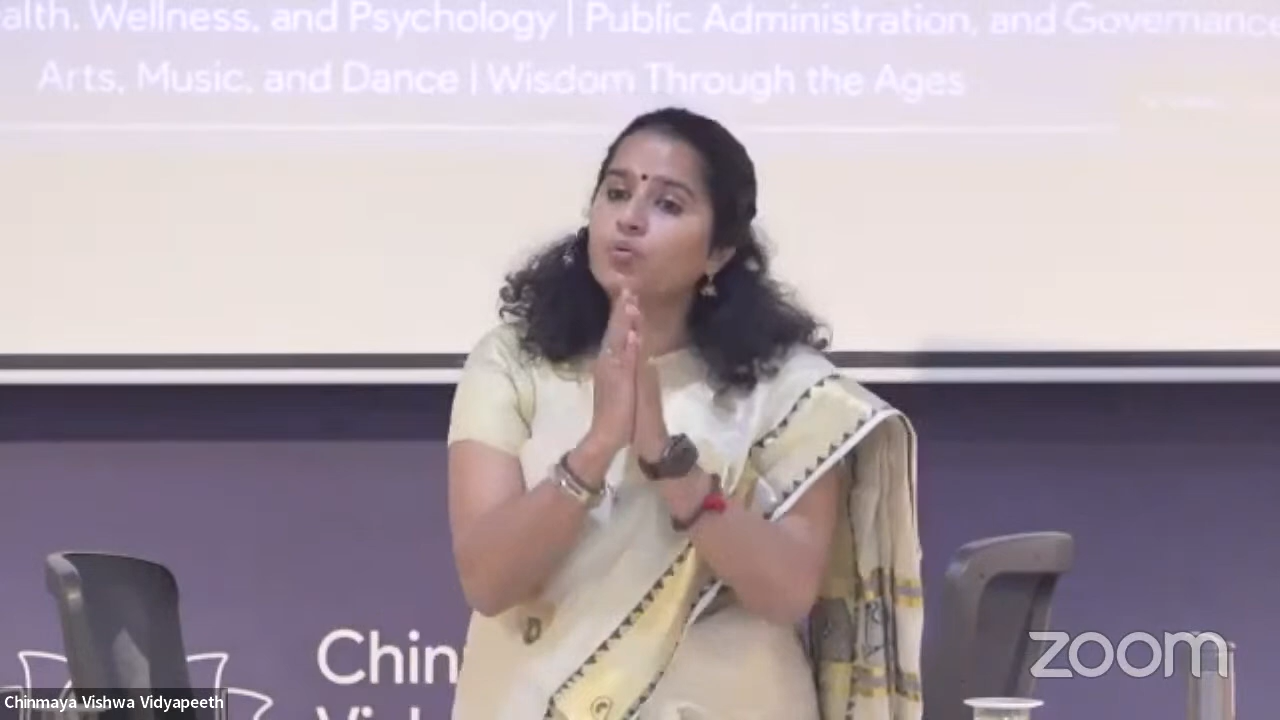 alth. Wellness, and Psychology | Public Administration, and Governance
Arts, Music, and Dance | Wisdom Through the Ages
Chin
zoom
Chinmaya Vishwa Vidyapeeth